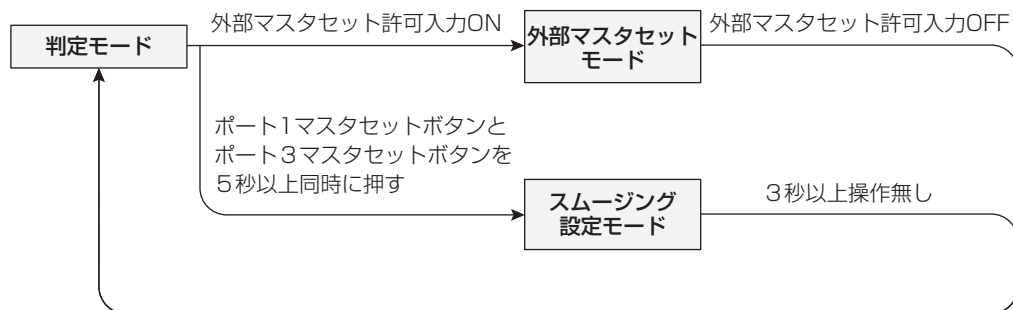 判定モード
外部マスタセット許可入力ON
外部マスタセット
モード
外部マスタセット許可入力OFF
ポート1マスタセットボタンと
ポート3マスタセットボタンを
5秒以上同時に押す
スムージング
設定モード
3秒以上操作無し